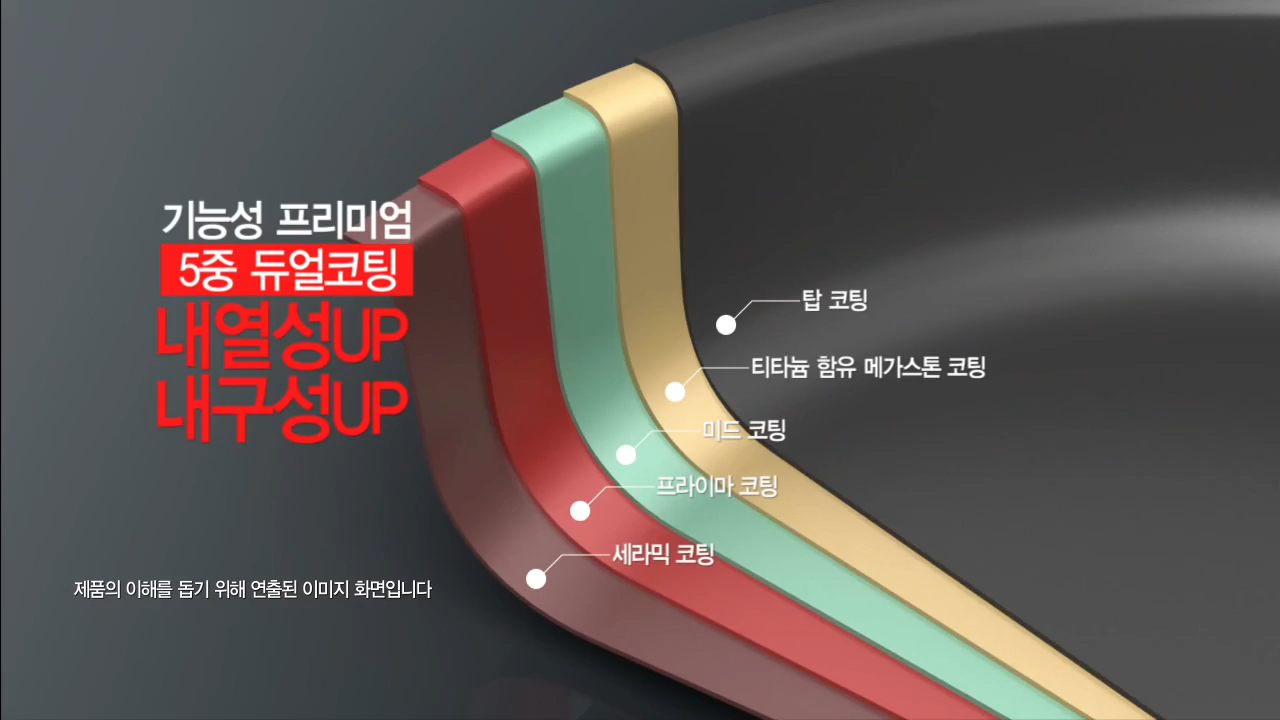 기능성 프리미엄
5중 듀얼코팅
내열성UP
내구성UP
탑 코팅
티타늄 함유 메가스톤 코팅
미드 코팅
프라이마 코팅
세라믹 코팅
제품의 이해를 돕기 위해 연출된 이미지 화면입니다